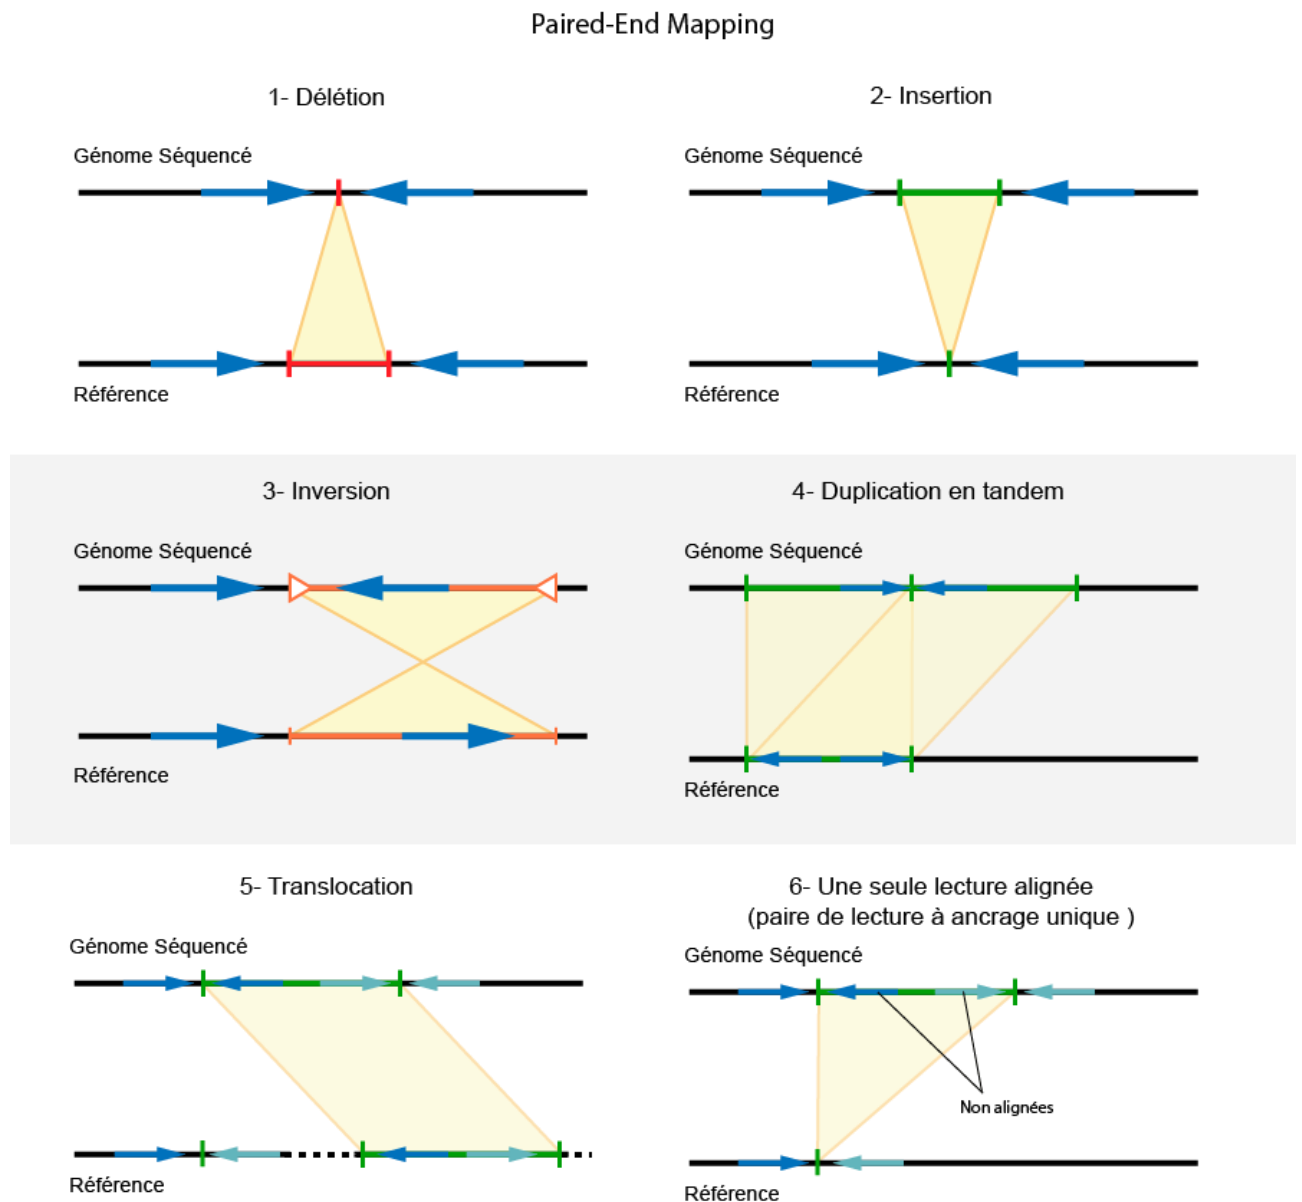 Paired-End Mapping
1- Délétion
Génome Séquencé
Référence
2- Insertion
Génome Séquencé
Référence
3- Inversion
Génome Séquencé
Référence
4- Duplication en tandem
Génome Séquencé
Référence
5- Translocation
Génome Séquencé
Référence
6- Une seule lecture alignée
(paire de lecture à ancrage unique )
Génome Séquencé
Non alignées
Référence